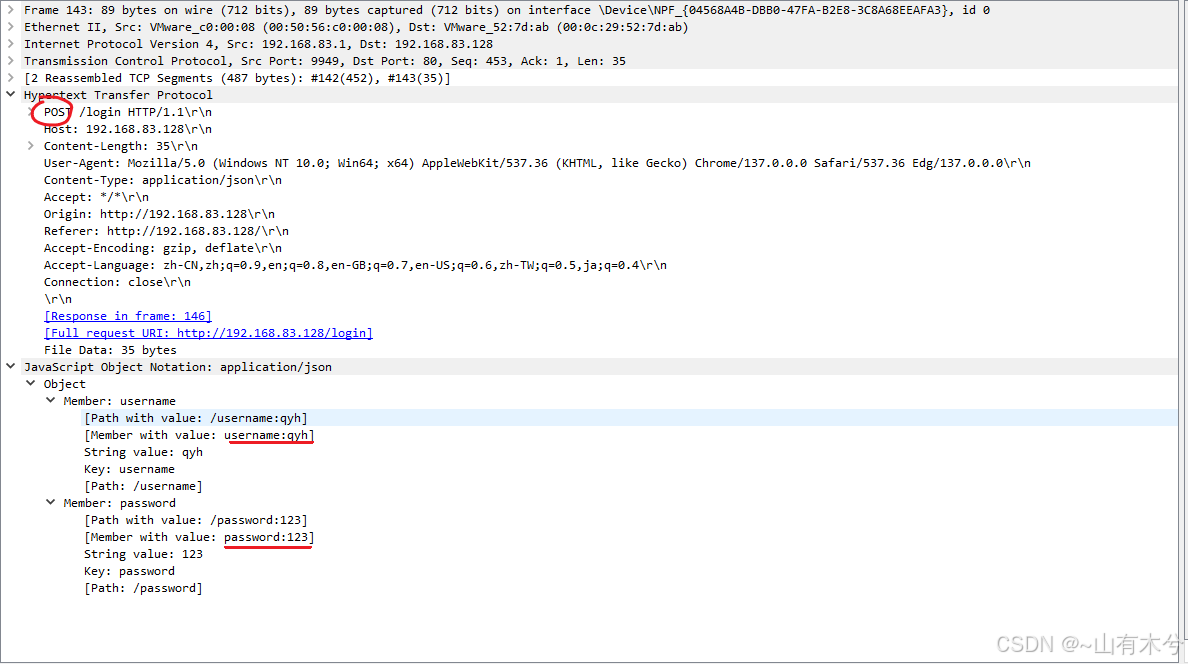 Frame 143: 89 bytes on wire (712 bits), 89 bytes captured (712 bits) on interface \Device\NPF_{04568A4B-DBB0-47FA-B2E8-3C8A68EEAFA3}, id 0
Ethernet II, Src: VMware_c0:00:08 (00:50:56:c0:00:08), Dst: VMware_52:7d:ab (00:0c:29:52:7d:ab)
Internet Protocol Version 4, Src: 192.168.83.1, Dst: 192.168.83.128
Transmission Control Protocol, Src Port: 9949, Dst Port: 80, Seq: 453, Ack: 1, Len: 35
[2 Reassembled TCP Segments (487 bytes): #142(452), #143(35)]
Hypertext Transfer Protocol
POST /login HTTP/1.1\r\n
Host: 192.168.83.128\r\n
Content-Length: 35\r\n
User-Agent: Mozilla/5.0 (Windows NT 10.0; Win64; x64) AppleWebKit/537.36 (KHTML, like Gecko) Chrome/137.0.0.0 Safari/537.36 Edg/137.0.0.0\r\n
Content-Type: application/json\r\n
Accept: */*\r\n
Origin: http://192.168.83.128\r\n
Referer: http://192.168.83.128/\r\n
Accept-Encoding: gzip, deflate\r\n
Accept-Language: zh-CN,zh;q=0.9,en;q=0.8,en-GB;q=0.7,en-US;q=0.6,zh-TW;q=0.5,ja;q=0.4\r\n
Connection: close\r\n
\r\n
[Response in frame: 146]
[Full request URI: http://192.168.83.128/login]
File Data: 35 bytes
JavaScript Object Notation: application/json
Object
Member: username
[Path with value: /username:qyh]
[Member with value: username:qyh]
String value: qyh
Key: username
[Path: /username]
Member: password
[Path with value: /password:123]
[Member with value: password:123]
String value: 123
Key: password
[Path: /password]
CSDN @~山有木兮